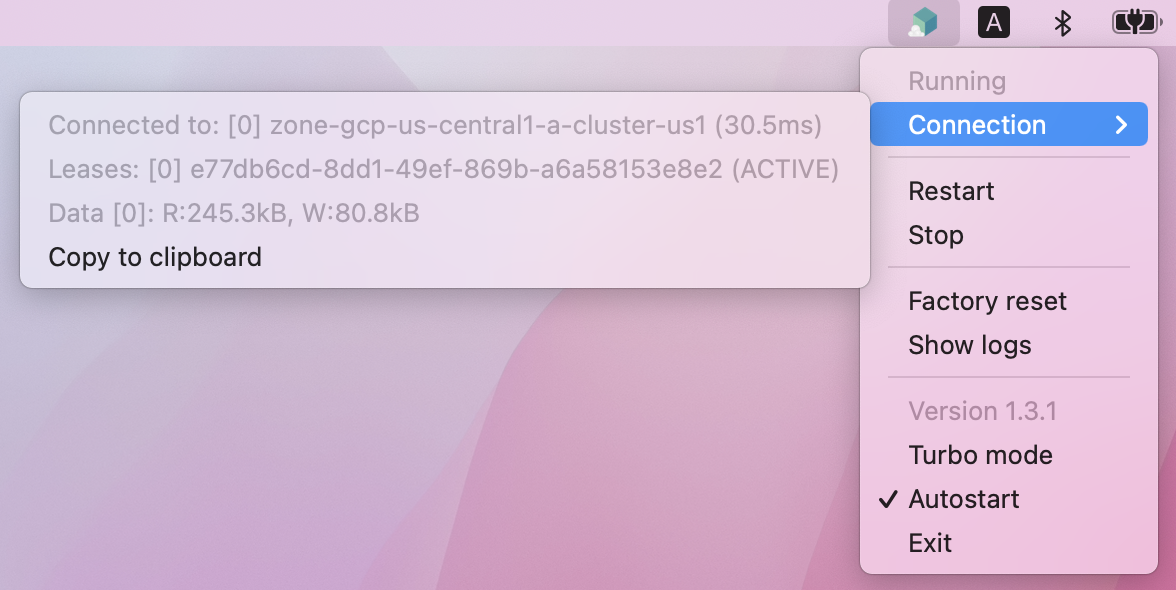 A
Running
Connection
Connected to: [0] zone-gcp-us-central1-a-cluster-us1 (30.5ms)
Leases: [0] e77db6cd-8dd1-49ef-869b-a6a58153e8e2 (ACTIVE)
Data [0]: R:245.3kB, W:80.8kB
Copy to clipboard
Restart
Stop
Factory reset
Show logs
Version 1.3.1
Turbo mode
Autostart
Exit